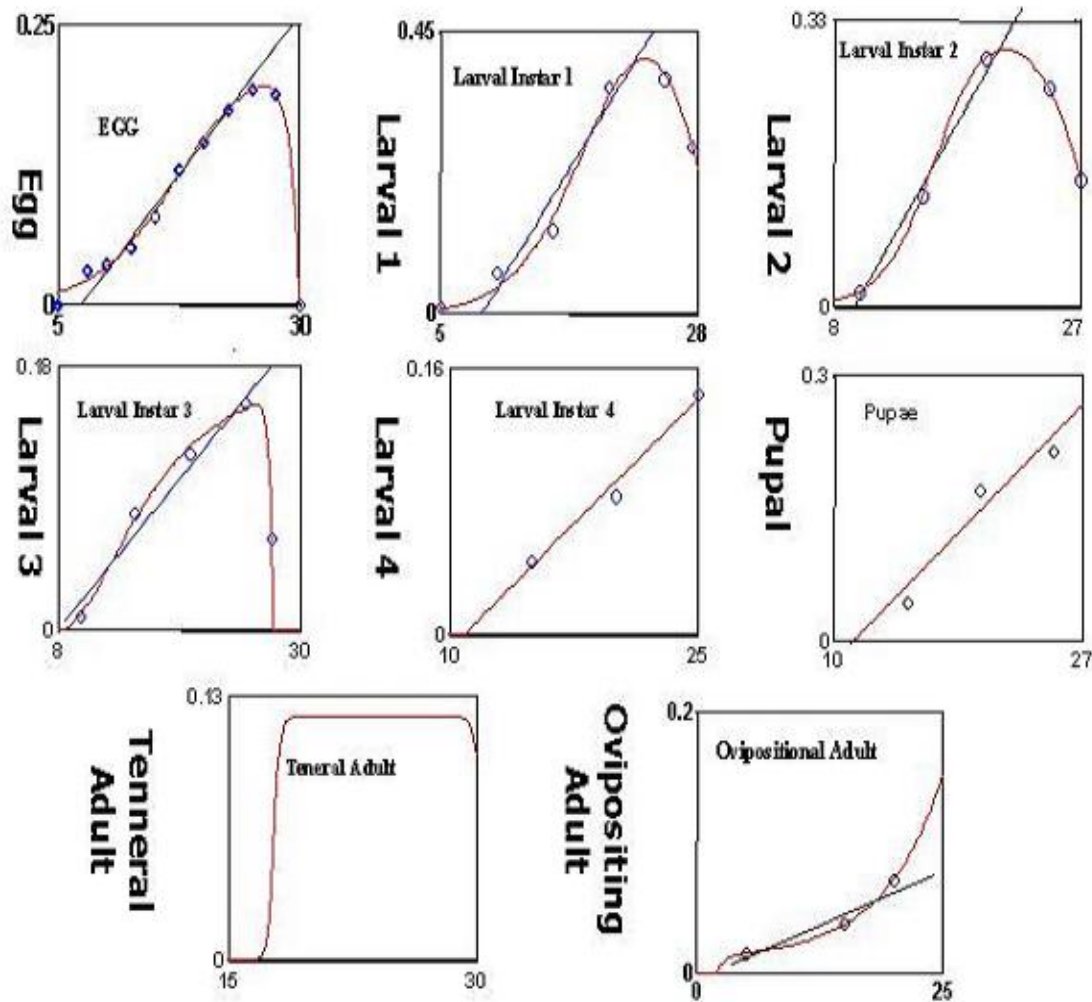 0.25
EGG
Egg
0
5
30
0.45
Larval Instar 1
Larval 1
0
5
28
0.33
Larval Instar 2
Larval 2
0
8
27
0.18
Larval Instar 3
Larval 3
0
8
30
0.16
Larval Instar 4
Larval 4
0
10
25
0.3
Pupae
Pupal
0
10
27
0.13
Teneral Adult
Tenneral
Adult
0
15
30
0.2
Ovipositional Adult
Ovipositing
Adult
0
0
25